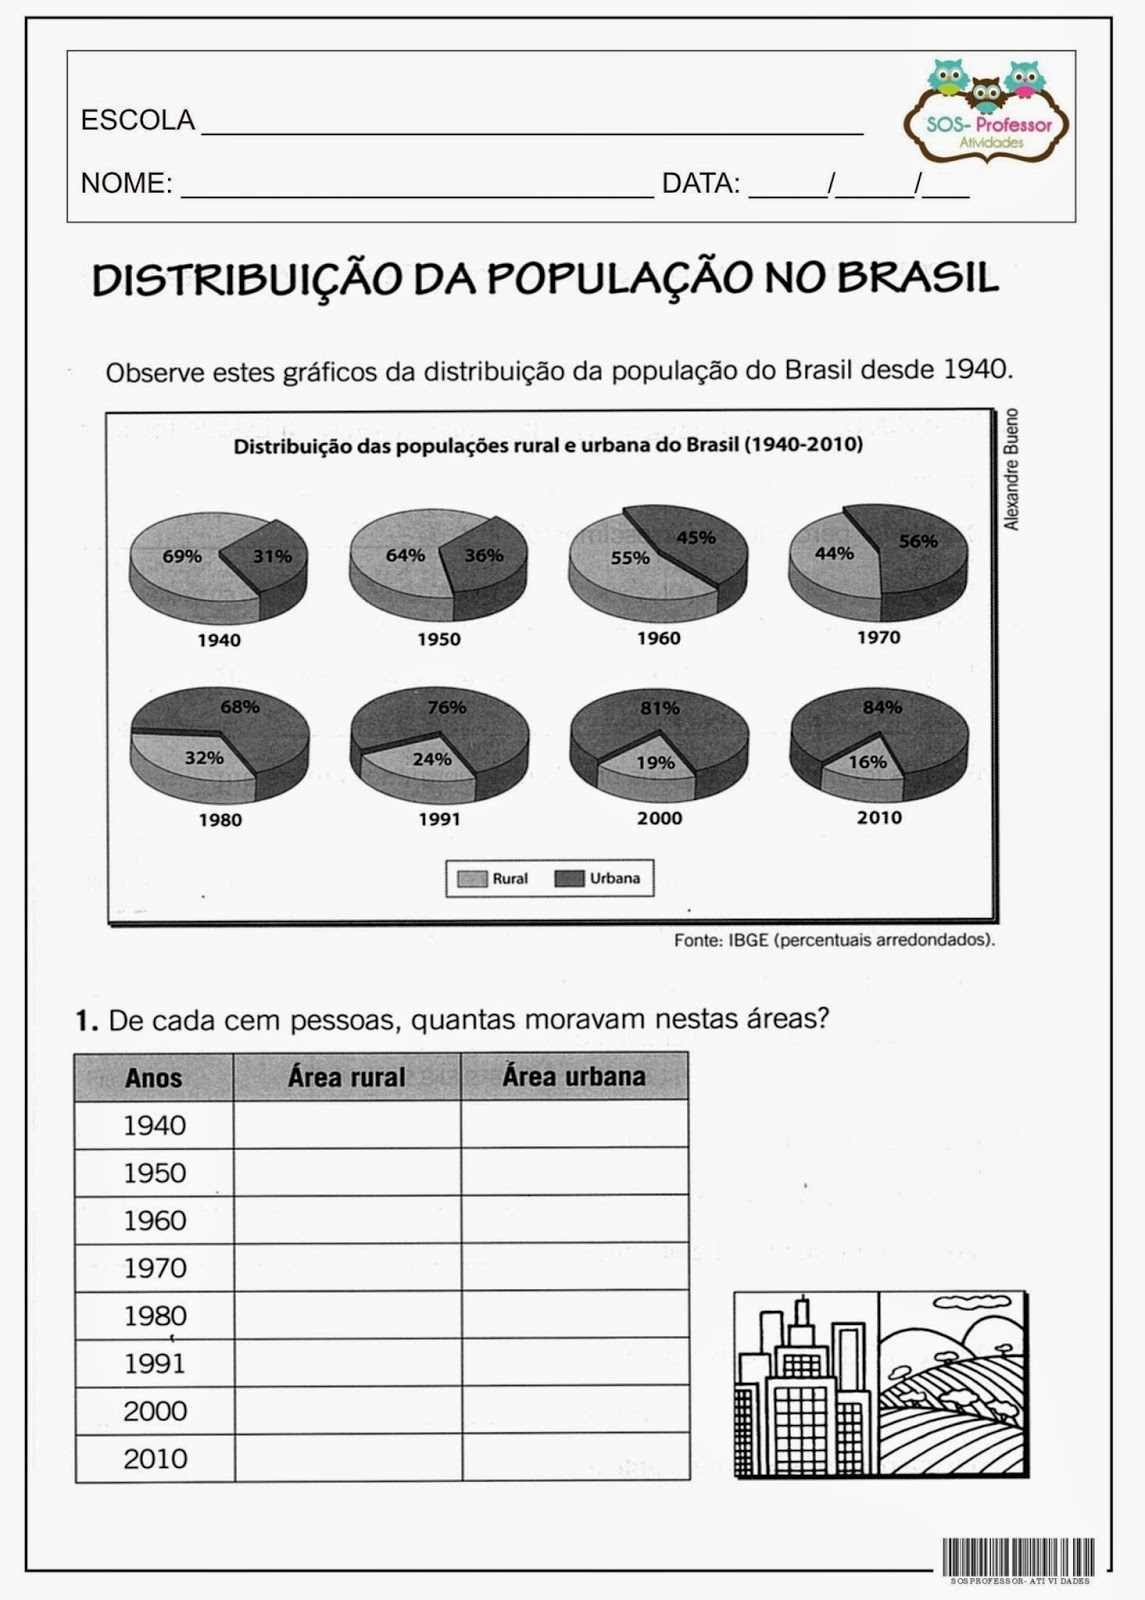 ESCOLA
SOS- Professor
Atividades
NOME: DATA: / /
DISTRIBUIÇÃO DA POPULAÇÃO NO BRASIL
Observe estes gráficos da distribuição da população do Brasil desde 1940.
Distribuição das populações rural e urbana do Brasil (1940-2010)
Alexandre Bueno
69% 31% 64% 36% 55% 45% 44% 56%
1940 1950 1960 1970
68% 76% 81% 84%
32% 24% 19% 16%
1980 1991 2000 2010
Rural Urbana
Fonte: IBGE (percentuais arredondados).
1. De cada cem pessoas, quantas moravam nestas áreas?
Anos Área rural Área urbana
1940
1950
1960
1970
1980
1991
2000
2010
SOSPROFESSOR-ATIVIDADES